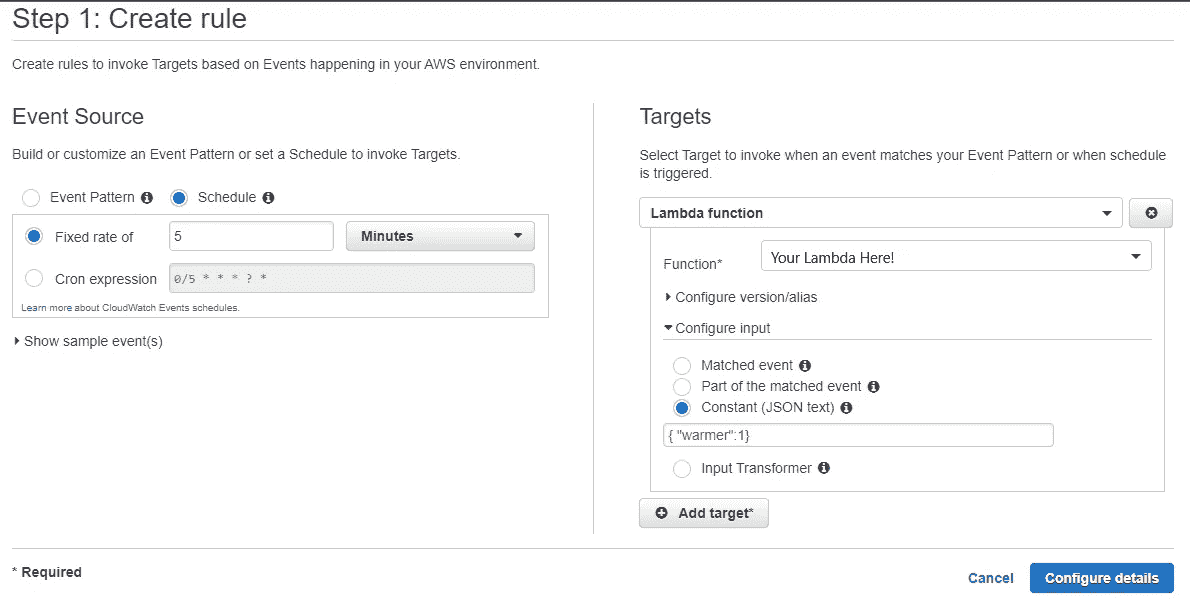 Step 1: Create rule
Create rules to invoke Targets based on Events happening in your AWS environment.
Event Source
Build or customize an Event Pattern or set a Schedule to invoke Targets.
Event Pattern Schedule
Fixed rate of 5 Minutes
Cron expression 0/5 * * * ? *
Learn more about CloudWatch Events schedules.
Show sample event(s)
Targets
Select Target to invoke when an event matches your Event Pattern or when schedule
is triggered.
Lambda function
Function* Your Lambda Here!
Configure version/alias
Configure input
Matched event
Part of the matched event
Constant (JSON text)
{ "warmer":1}
Input Transformer
Add target*
* Required
Cancel Configure details